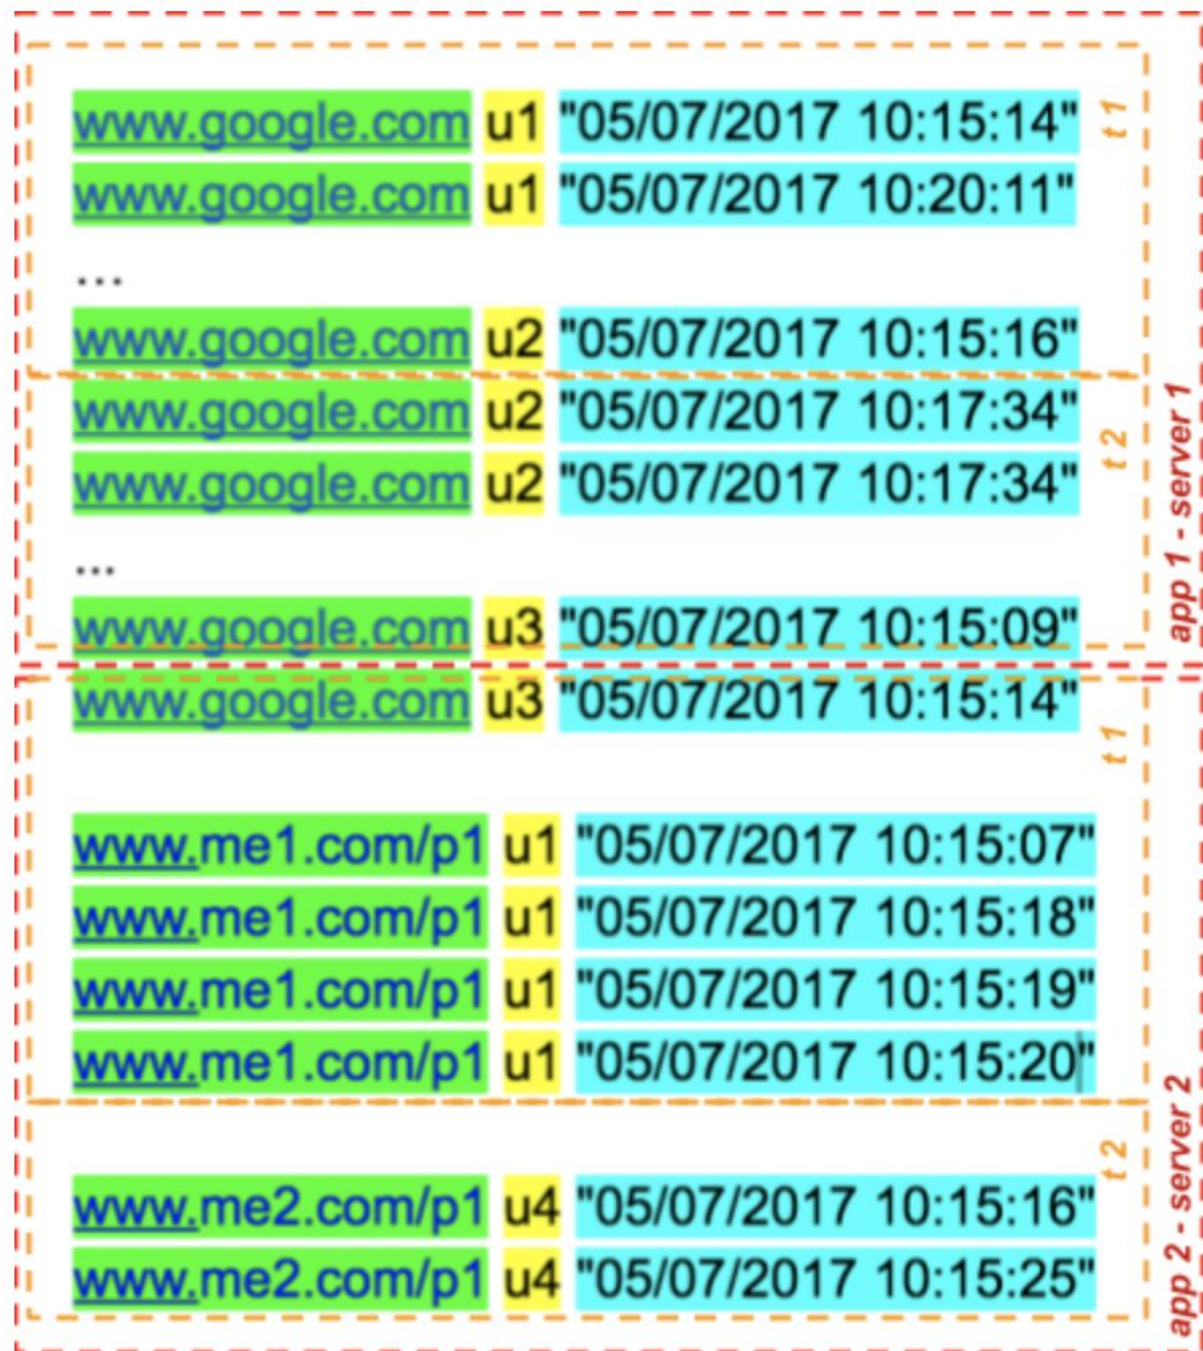 www.google.com u1 "05/07/2017 10:15:14"
www.google.com u1 "05/07/2017 10:20:11"
...
www.google.com u2 "05/07/2017 10:15:16"
t 1
www.google.com u2 "05/07/2017 10:17:34"
www.google.com u2 "05/07/2017 10:17:34"
...
www.google.com u3 "05/07/2017 10:15:09"
t 2
app 1 - server 1
www.google.com u3 "05/07/2017 10:15:14"
www.me1.com/p1 u1 "05/07/2017 10:15:07"
www.me1.com/p1 u1 "05/07/2017 10:15:18"
www.me1.com/p1 u1 "05/07/2017 10:15:19"
www.me1.com/p1 u1 "05/07/2017 10:15:20"
t 1
www.me2.com/p1 u4 "05/07/2017 10:15:16"
www.me2.com/p1 u4 "05/07/2017 10:15:25"
t 2
app 2 - server 2